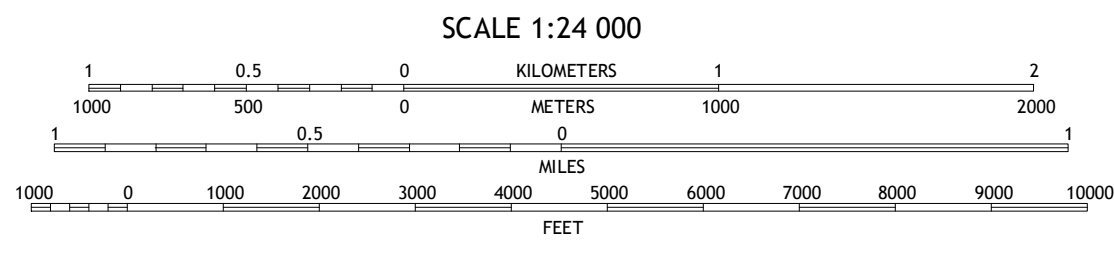 SCALE 1:24 000
1 0.5 0 KILOMETERS 1 2
1000 500 0 METERS 1000 2000
1 0.5 0 1
MILES
1000 0 1000 2000 3000 4000 5000 6000 7000 8000 9000 10000
FEET